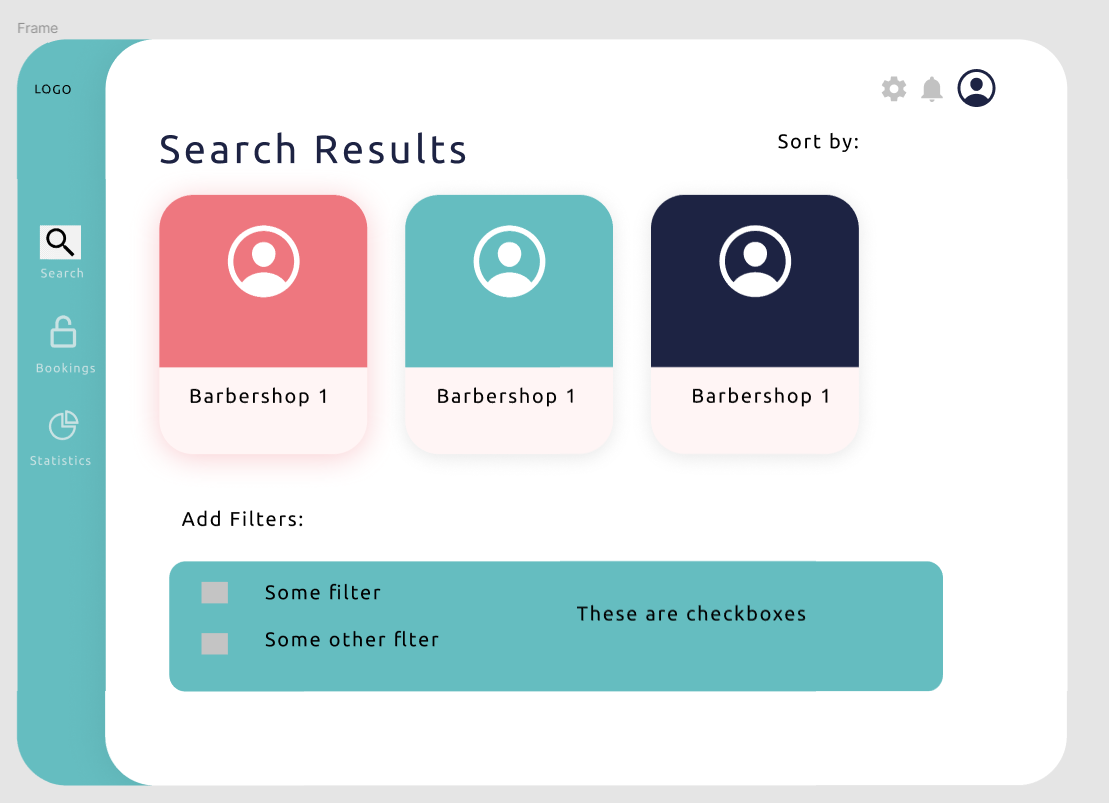 Frame
LOGO
Search Results
Sort by:
Search
Bookings
Statistics
Barbershop 1
Barbershop 1
Barbershop 1
Add Filters:
Some filter
Some other flter
These are checkboxes